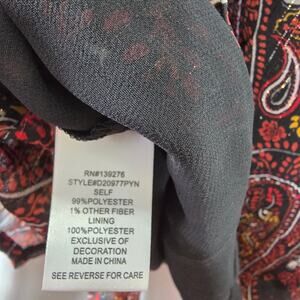 RN#139276
STYLE#D20977PYN
SELF
99%POLYESTER
1% OTHER FIBER
LINING
100%POLYESTER
EXCLUSIVE OF
DECORATION
MADE IN CHINA
SEE REVERSE FOR CARE